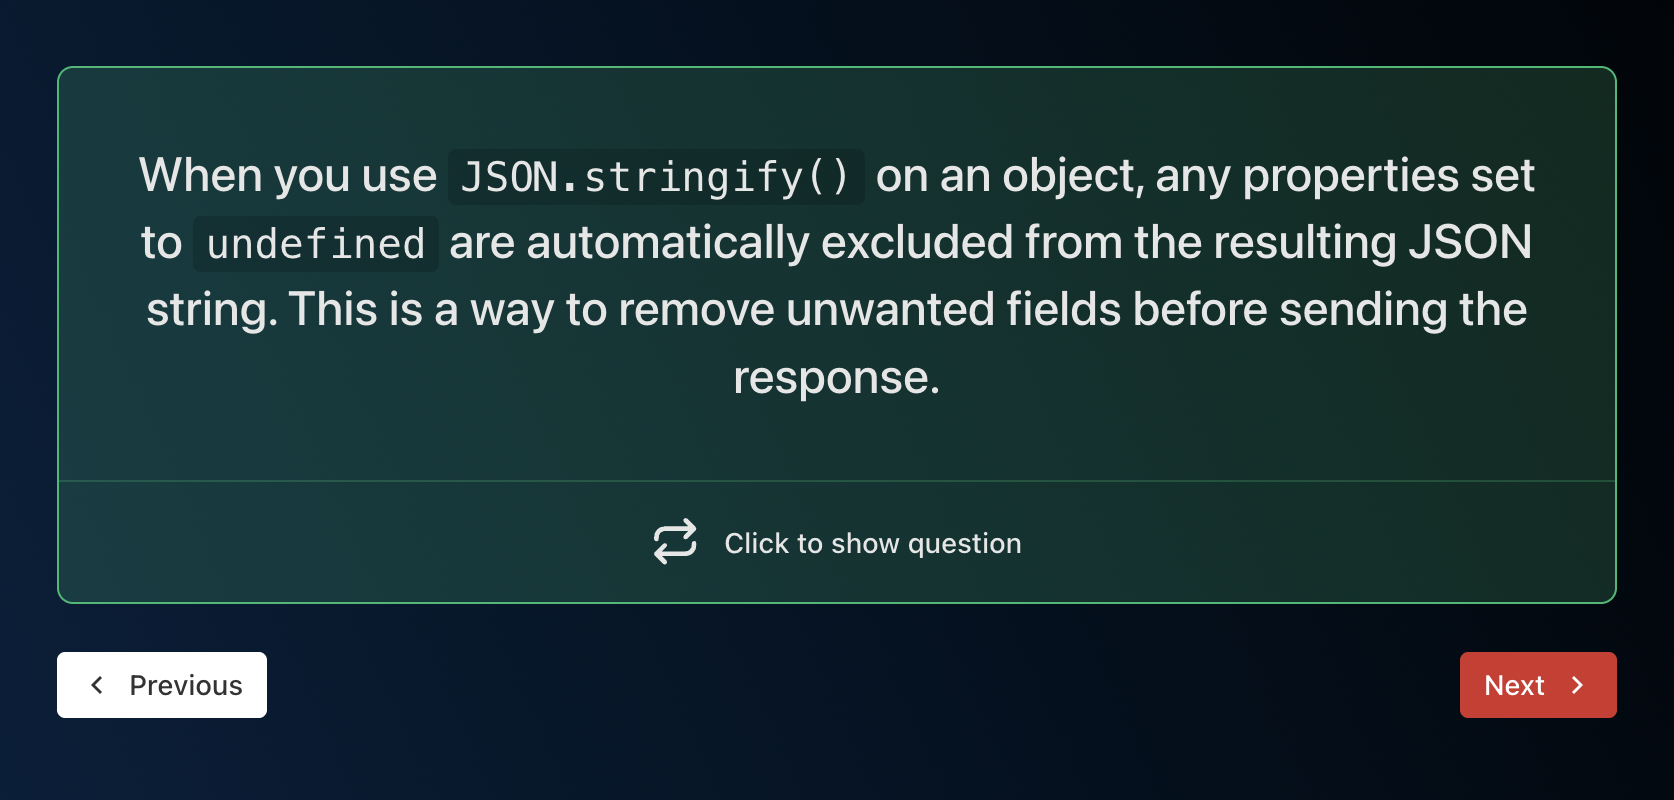 When you use JSON.stringify() on an object, any properties set
to undefined are automatically excluded from the resulting JSON
string. This is a way to remove unwanted fields before sending the
response.
Click to show question
Previous
Next